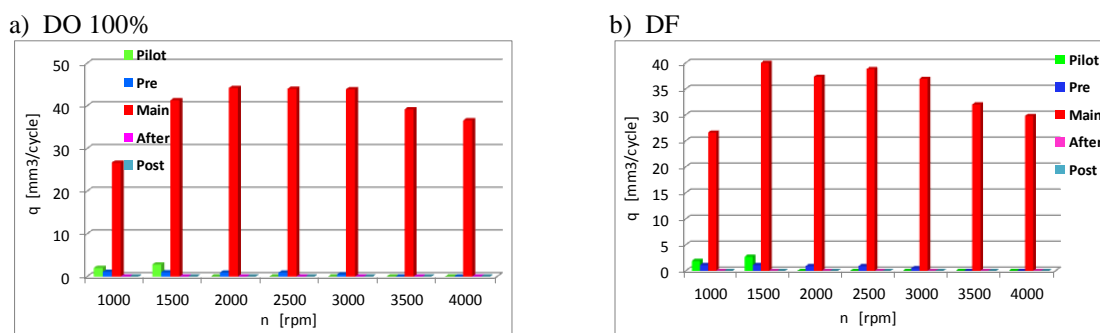 a) DO 100%
50
40
30
20
10
0
q [mm3/cycle]
Pilot
Pre
Main
After
Post
1000 1500 2000 2500 3000 3500 4000
n [rpm]
b) DF
40
35
30
25
20
15
10
5
0
q [mm3/cycle]
Pilot
Pre
Main
After
Post
1000 1500 2000 2500 3000 3500 4000
n [rpm]